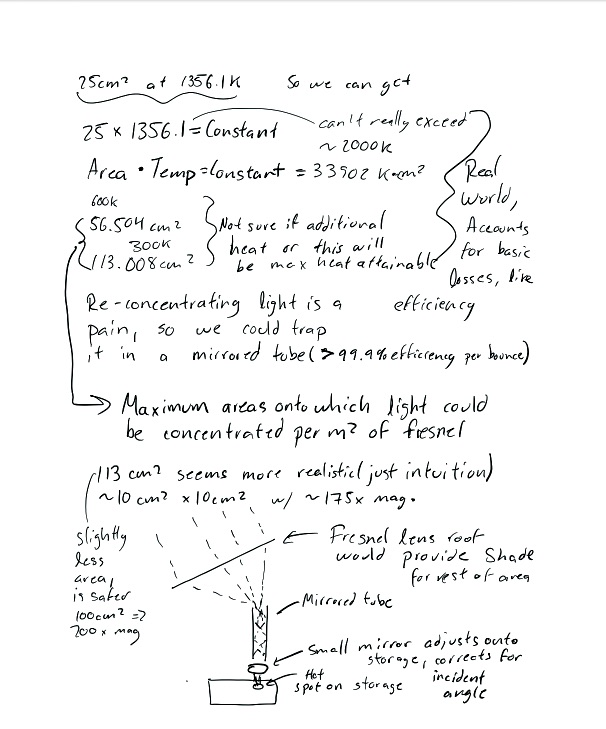 25cm² at 1356.1K So we can get
25 x 1356.1 = Constant
can't really exceed
~2000K
Area • Temp = Constant = 33902 K•cm²
Real
world,
Accounts
for basic
losses, like
efficiency
600K
56.504 cm²
300K
113.008cm²
Not sure if additional
heat or this will
be max heat attainable
Re-concentrating light is a
pain, so we could trap
it in a mirrored tube (>99.9% efficiency per bounce)
Maximum areas onto which light could
be concentrated per m² of fresnel
113 cm² seems more realistic (just intuition)
~10 cm² x 10cm² w/ ~175x mag.
slightly
less
area,
is safer
100cm² =>
200x mag
Fresnel lens roof
would provide Shade
for rest of area
Mirrored tube
Small mirror adjusts onto
storage, corrects for
incident
angle
Hot
spot on storage